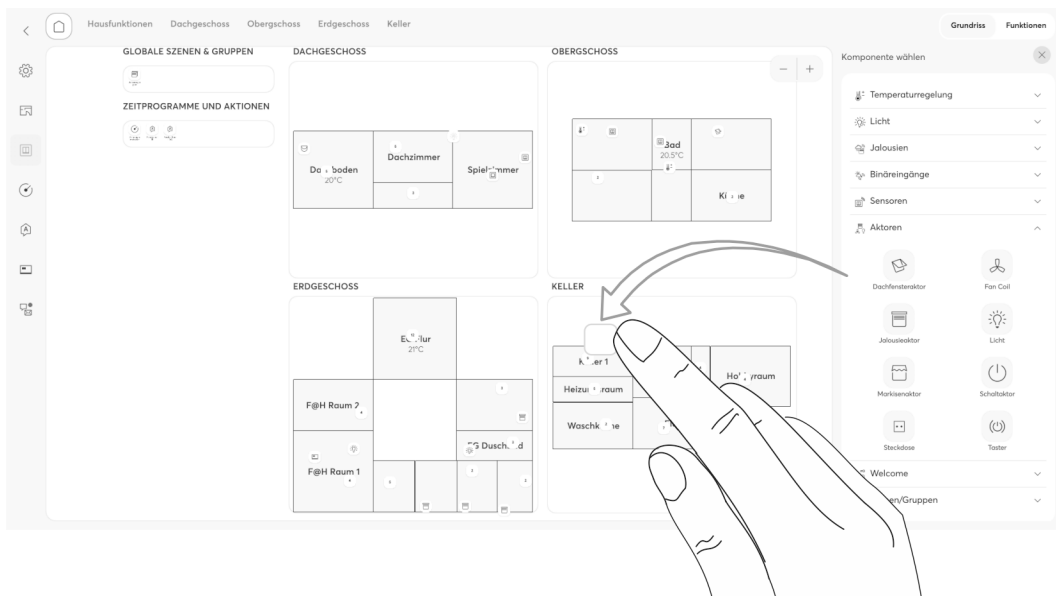 Hausfunktionen Dachgeschoss Obergschoss Erdgeschoss Keller
Grundriss Funktionen
GLOBALE SZENEN & GRUPPEN
ZEITPROGRAMME UND AKTIONEN
DACHGESCHOSS
20°C
Dachzimmer
OBERGSCHOSS
− +
Bad
20.5°C
ERDGESCHOSS
21°C
F@H Raum 2
F@H Raum 1
KELLER
Komponente wählen
Temperaturregelung
Licht
Jalousien
Binäreingänge
Sensoren
Aktoren
Dachfensteraktor Fan Coil
Jalousieaktor Licht
Markisenaktor Schaltaktor
Steckdose Taster
Welcome